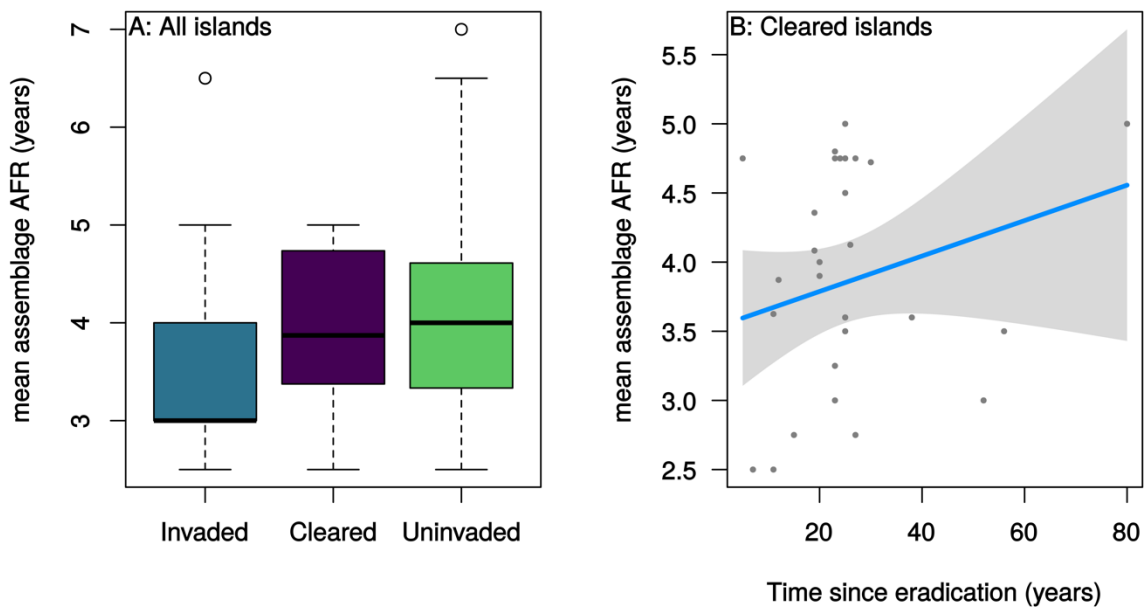 A: All islands
mean assemblage AFR (years)
7
6
5
4
3
Invaded Cleared Uninvaded
B: Cleared islands
mean assemblage AFR (years)
5.5
5.0
4.5
4.0
3.5
3.0
2.5
20 40 60 80
Time since eradication (years)